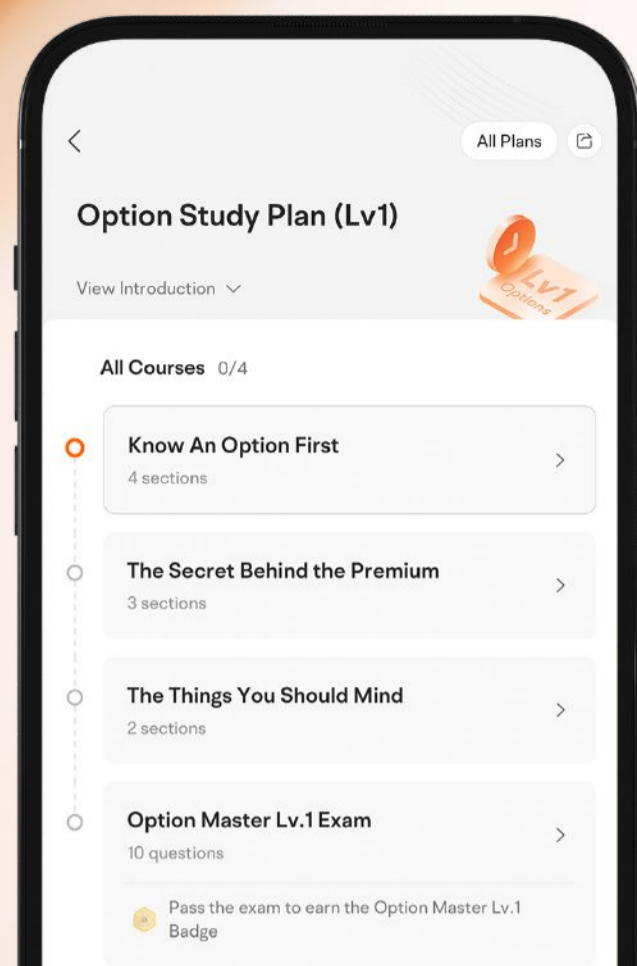 All Plans
Option Study Plan (Lv1)
View Introduction
Lv1
Options
All Courses 0/4
Know An Option First
4 sections
The Secret Behind the Premium
3 sections
The Things You Should Mind
2 sections
Option Master Lv.1 Exam
10 questions
Pass the exam to earn the Option Master Lv.1
Badge